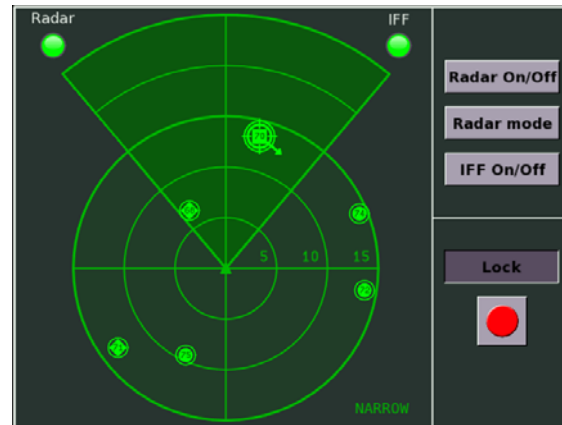 Radar
IFF
Radar On/Off
Radar mode
IFF On/Off
5 10 15
Lock
NARROW